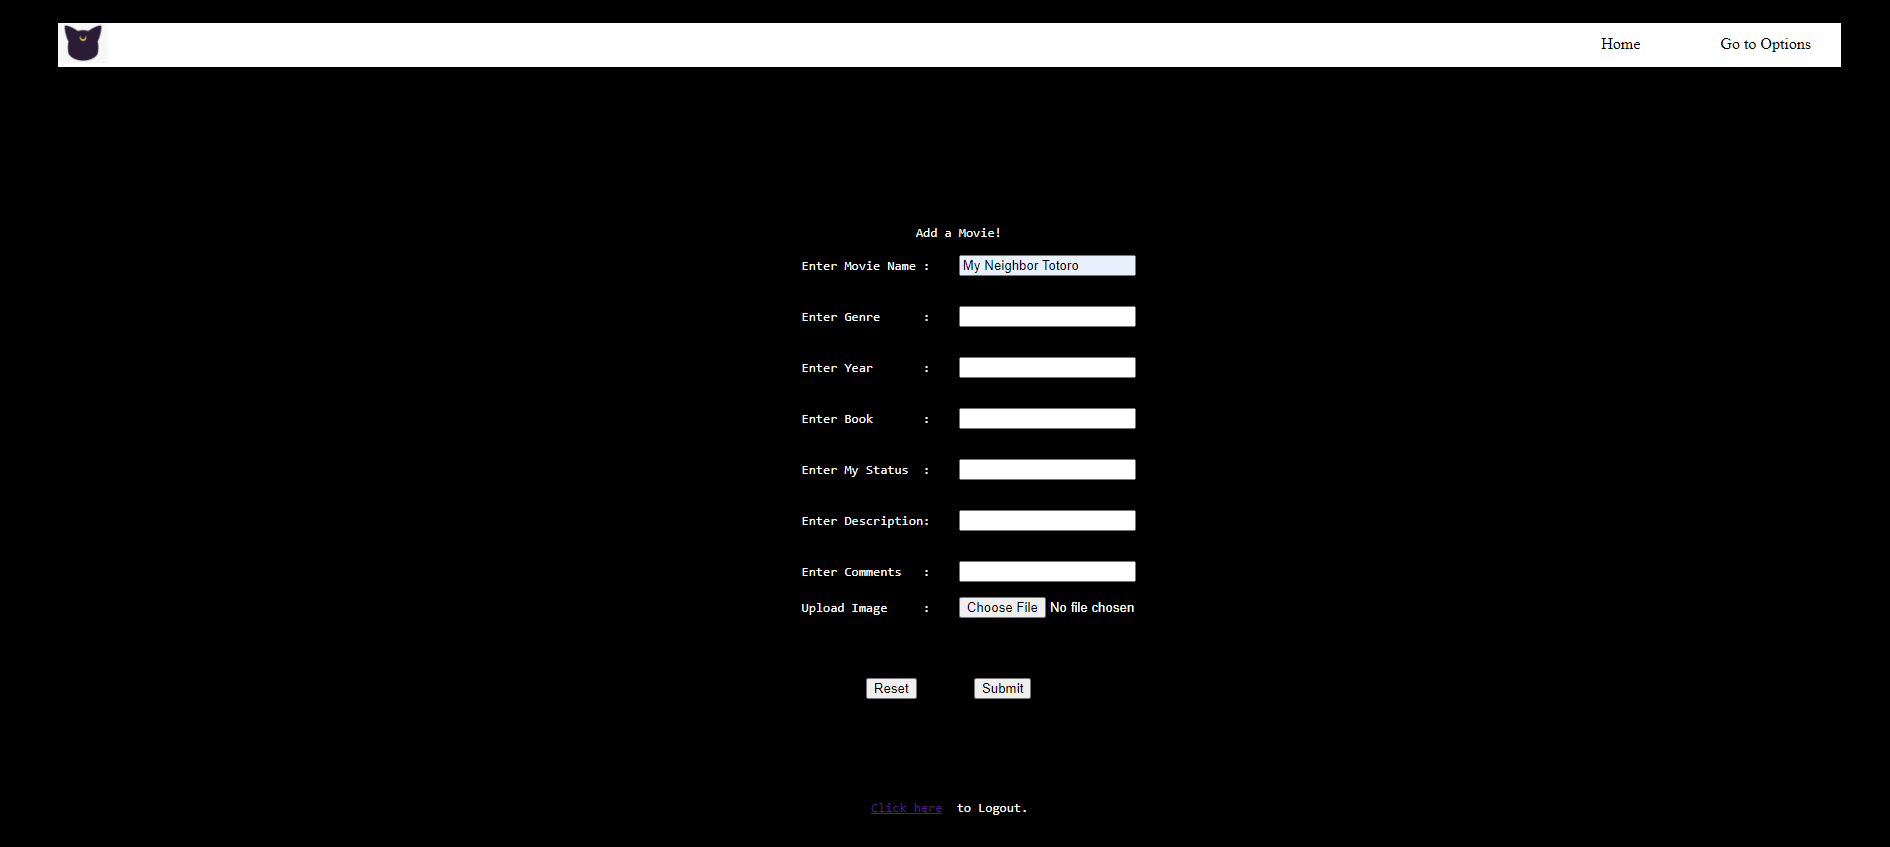 Home Go to Options
Add a Movie!
Enter Movie Name : My Neighbor Totoro
Enter Genre :
Enter Year :
Enter Book :
Enter My Status :
Enter Description:
Enter Comments :
Upload Image : Choose File No file chosen
Reset Submit
Click here to Logout.